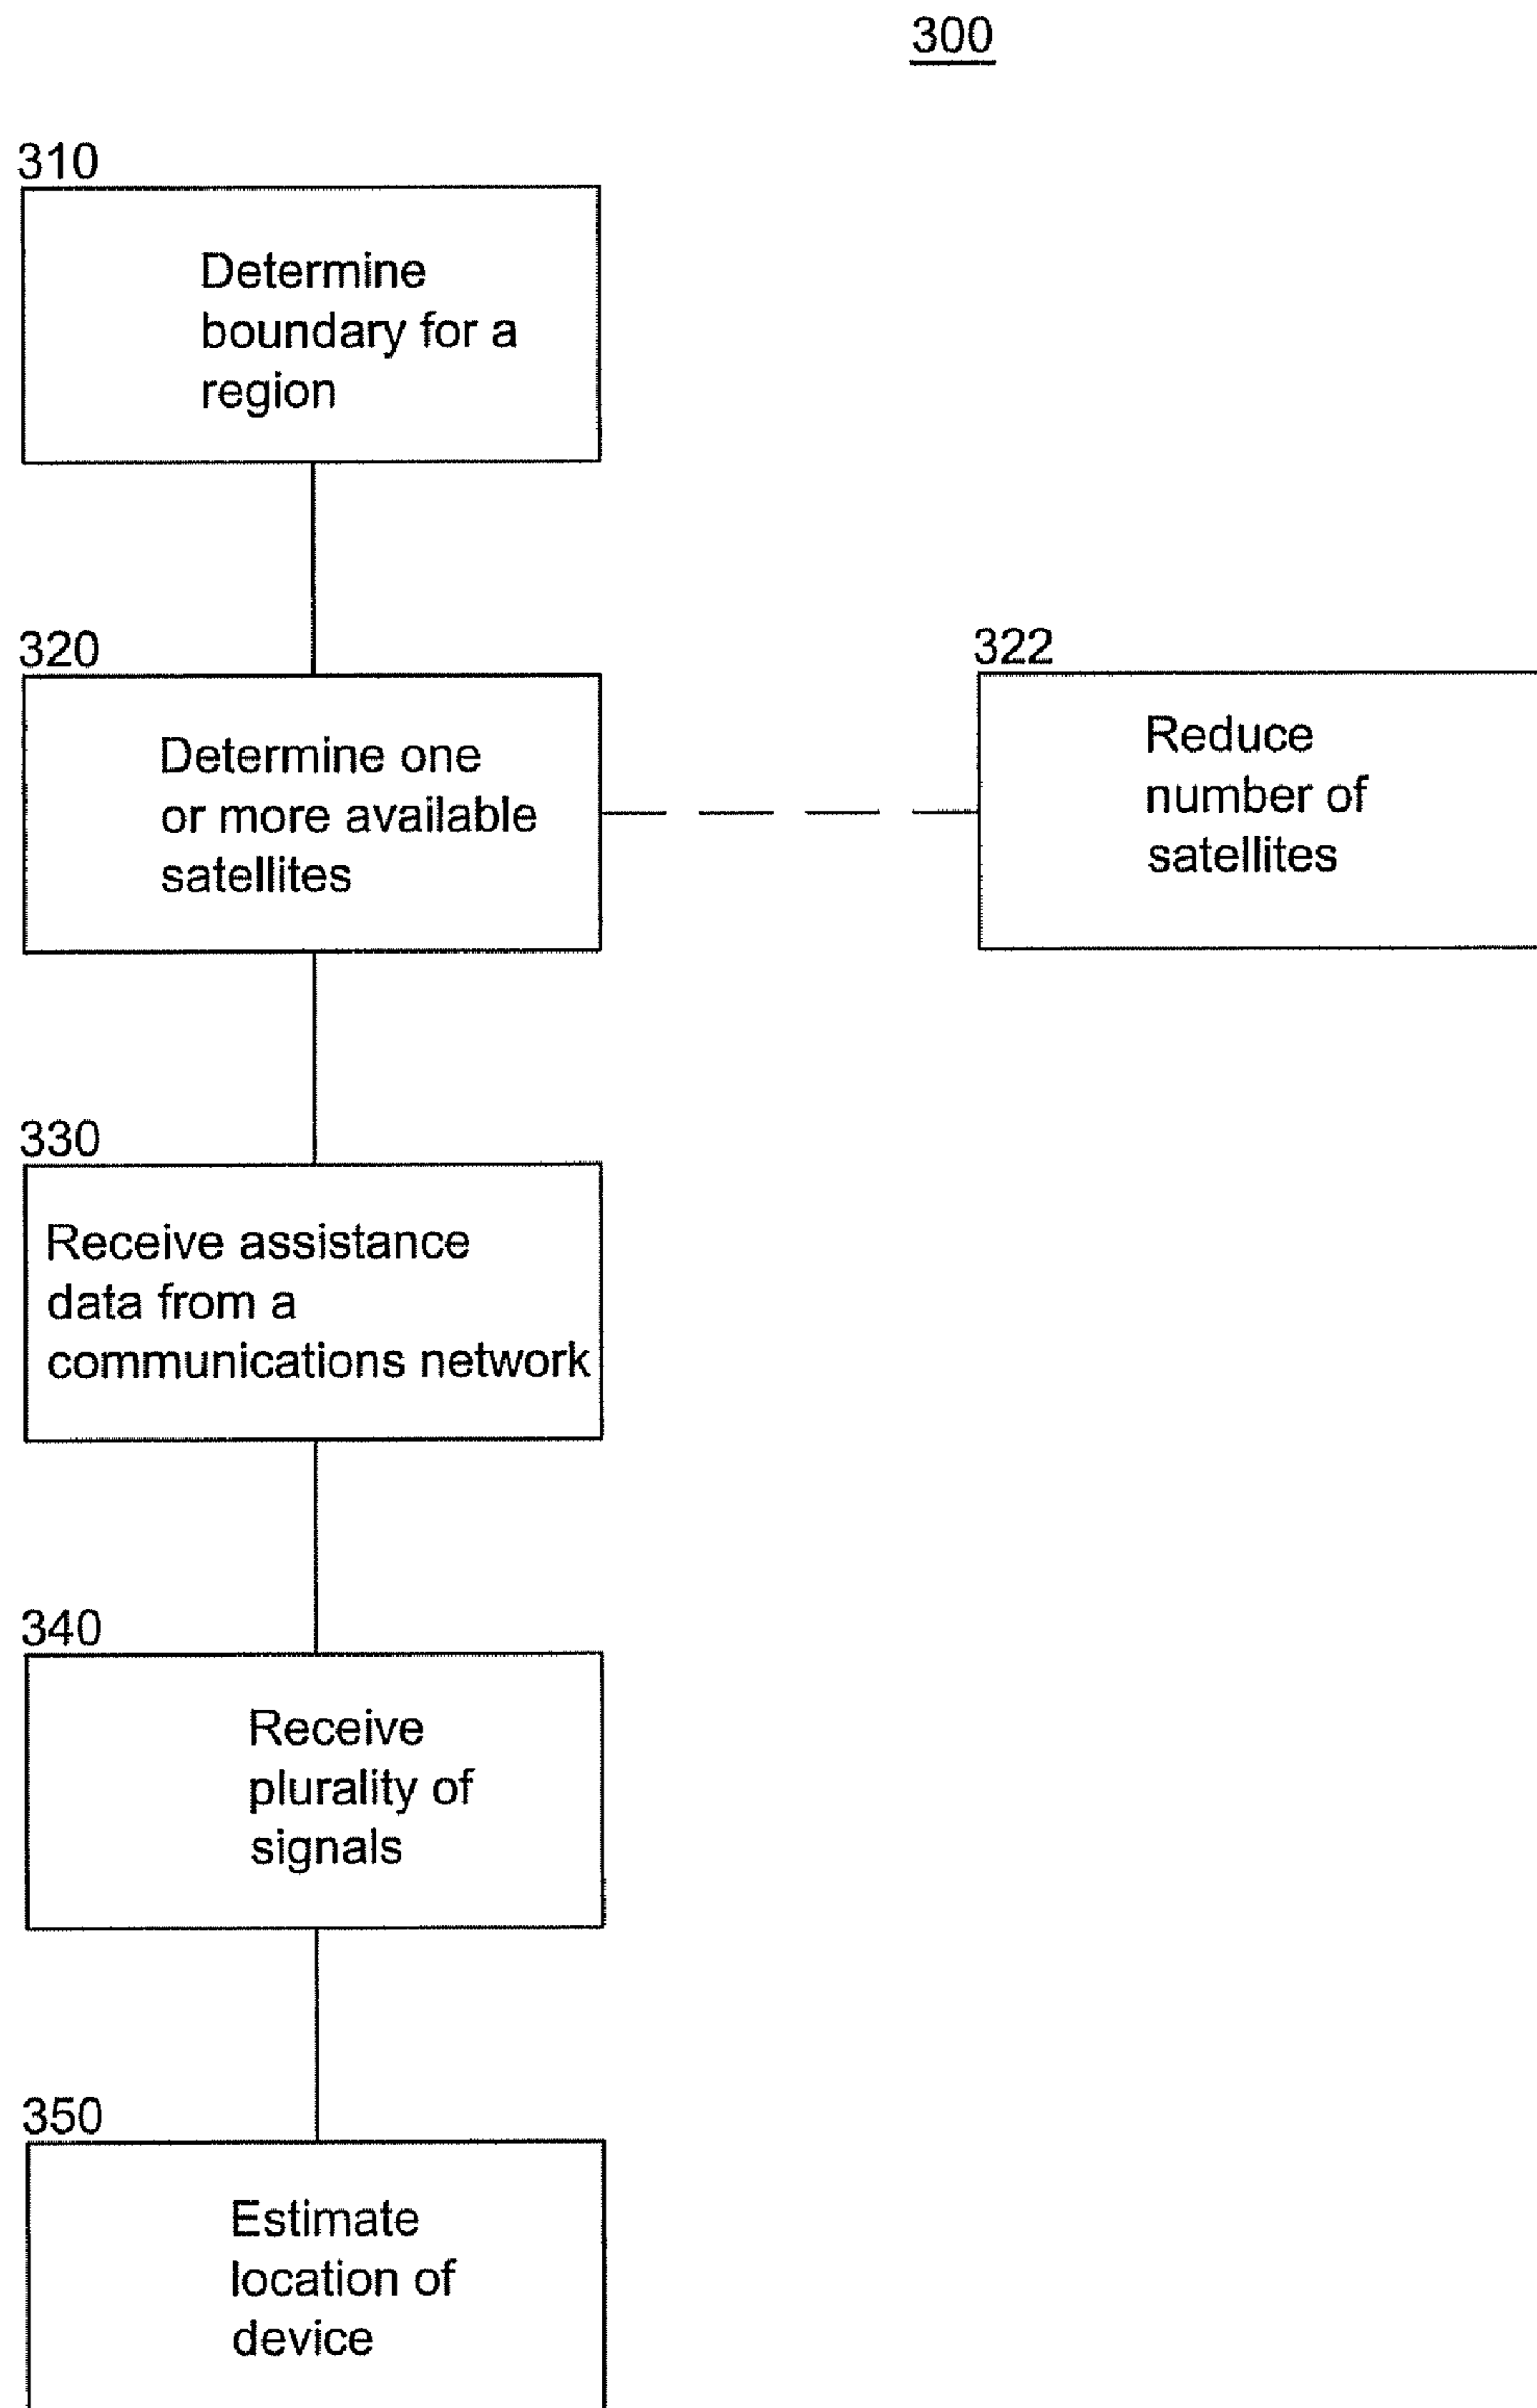 300
310
Determine
boundary for a
region
320
Determine one
or more available
satellites
322
Reduce
number of
satellites
330
Receive assistance
data from a
communications network
340
Receive
plurality of
signals
350
Estimate
location of
device